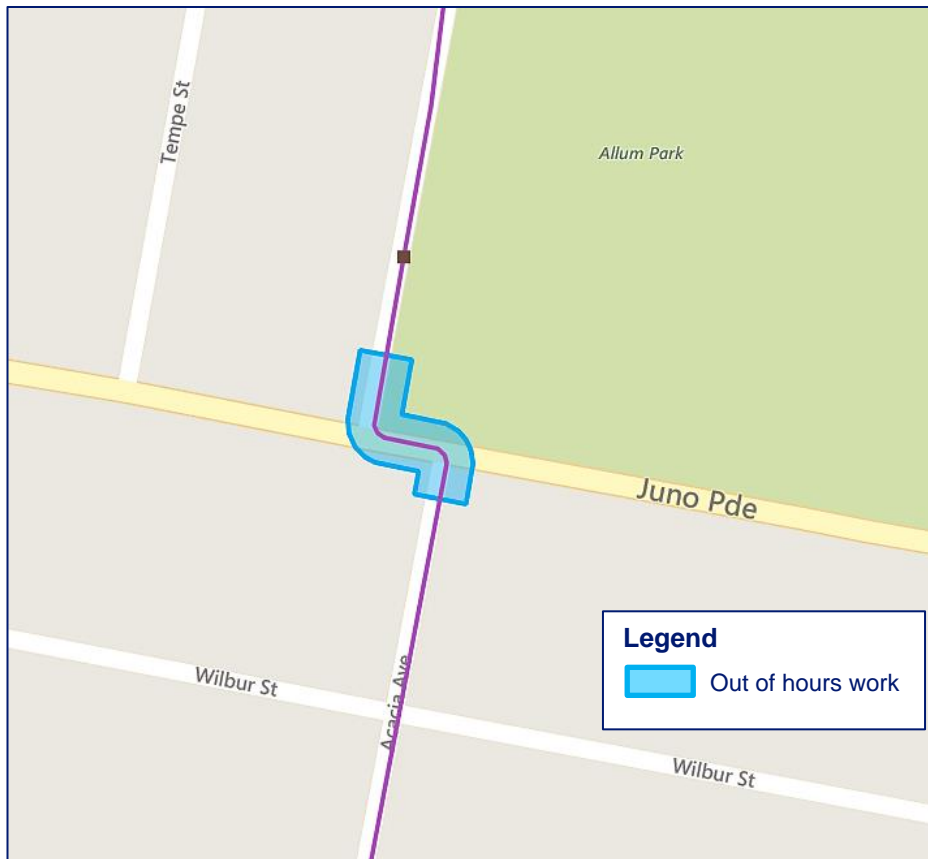 Tempe St
Allum Park
Juno Pde
Legend
Out of hours work
Wilbur St
Acacia Ave
Wilbur St